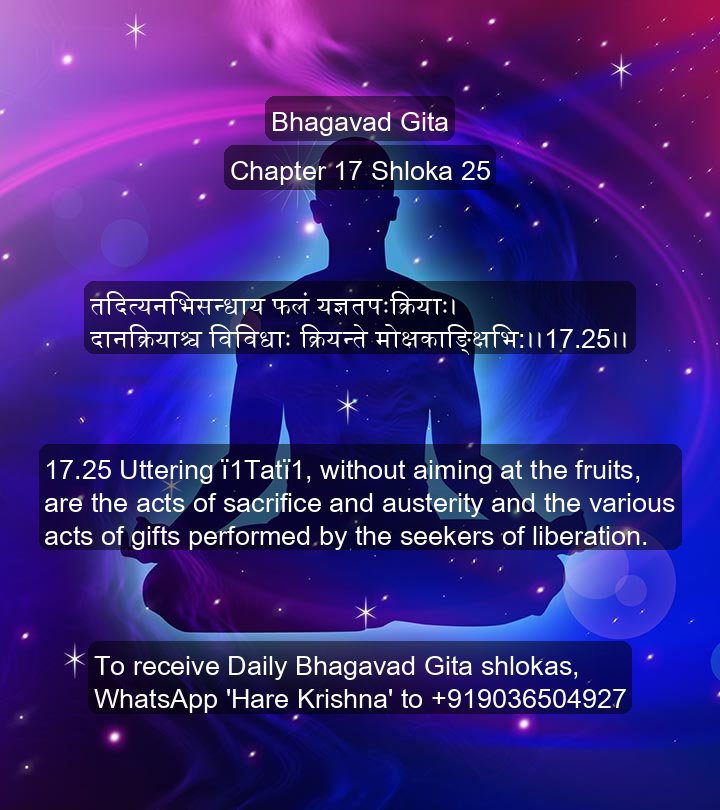 Bhagavad Gita
Chapter 17 Shloka 25
तदित्यनभिसन्धाय फलं यज्ञतपःक्रियाः।
दानक्रियाश्च विविधाः क्रियन्ते मोक्षकाङ्क्षिभि:।।17.25।।
17.25 Uttering ï1Tatï1, without aiming at the fruits,
are the acts of sacrifice and austerity and the various
acts of gifts performed by the seekers of liberation.
To receive Daily Bhagavad Gita shlokas,
WhatsApp 'Hare Krishna' to +919036504927